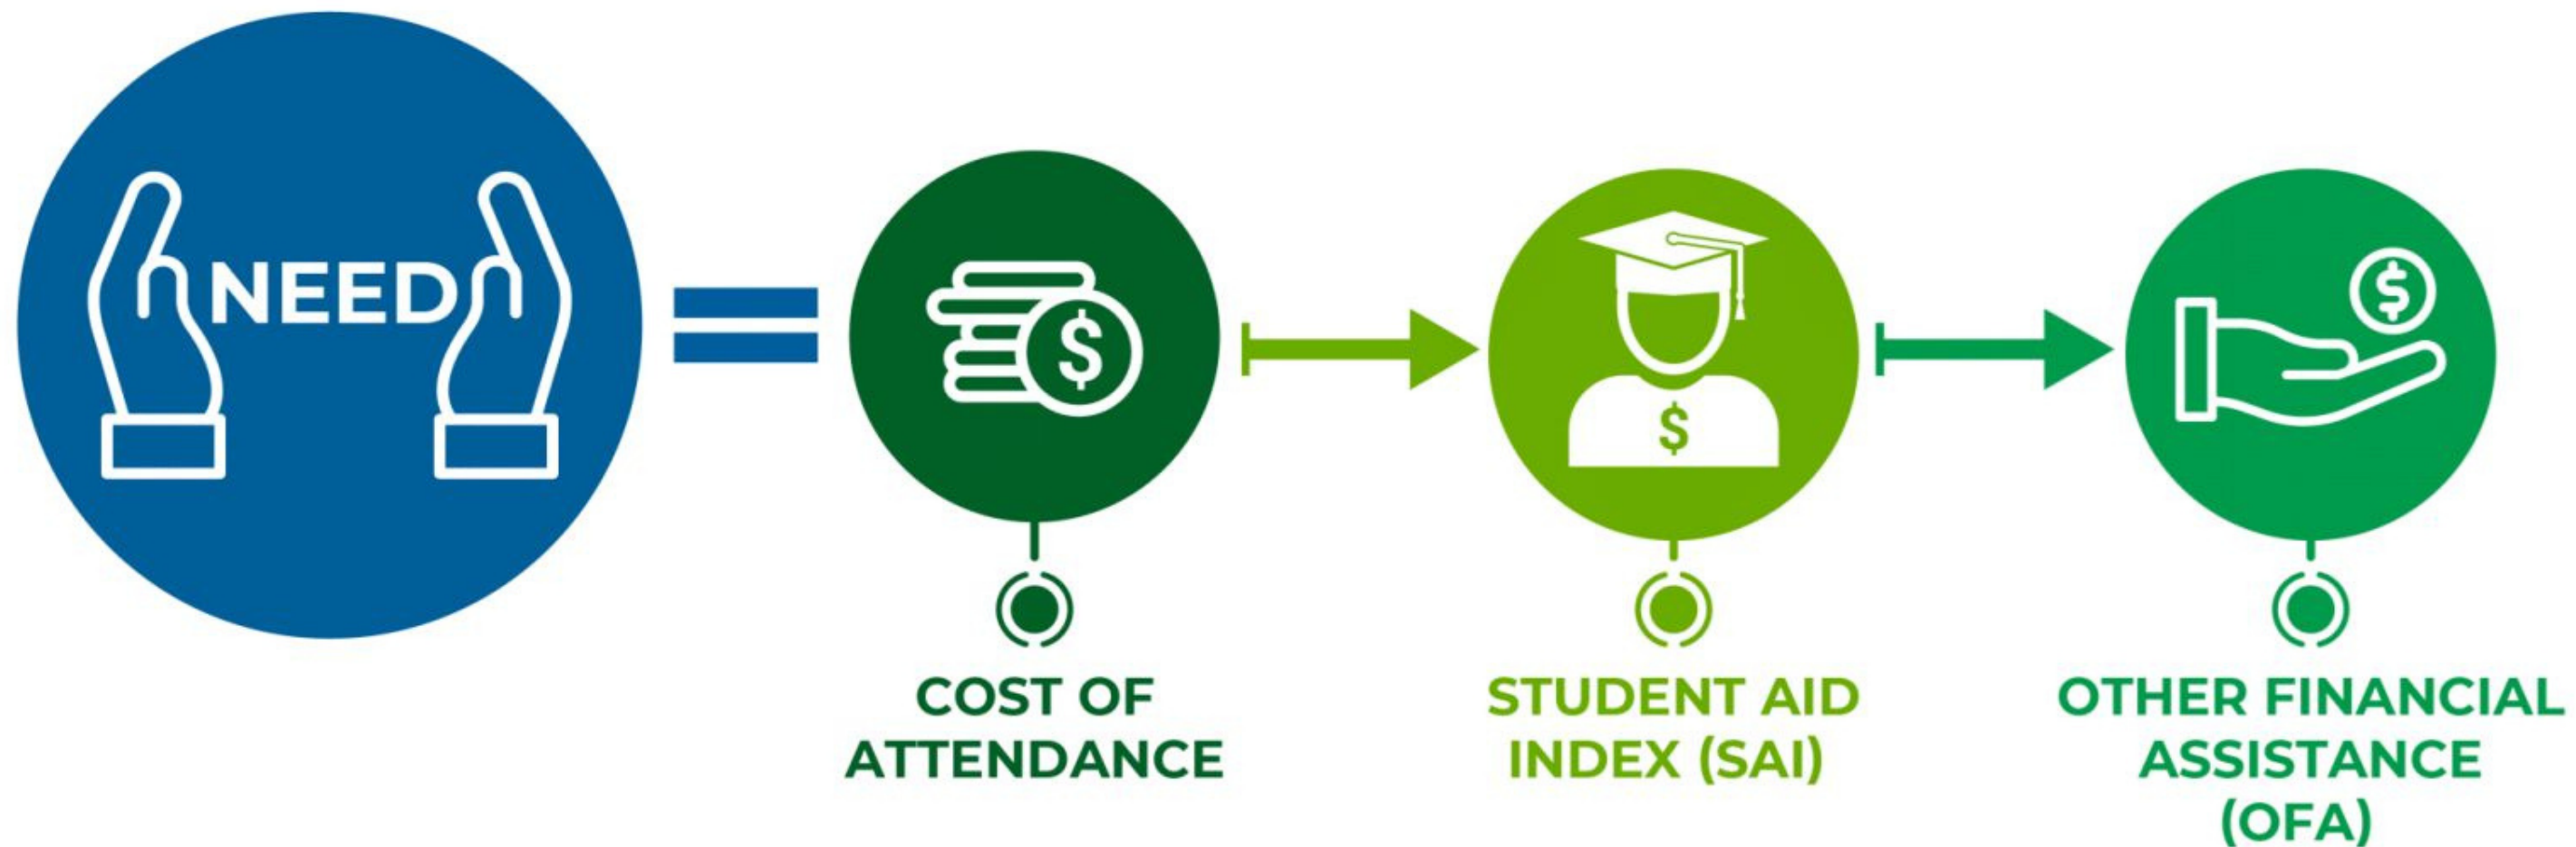 NEED
$
$
$
COST OF
ATTENDANCE
STUDENT AID
INDEX (SAI)
OTHER FINANCIAL
ASSISTANCE
(OFA)